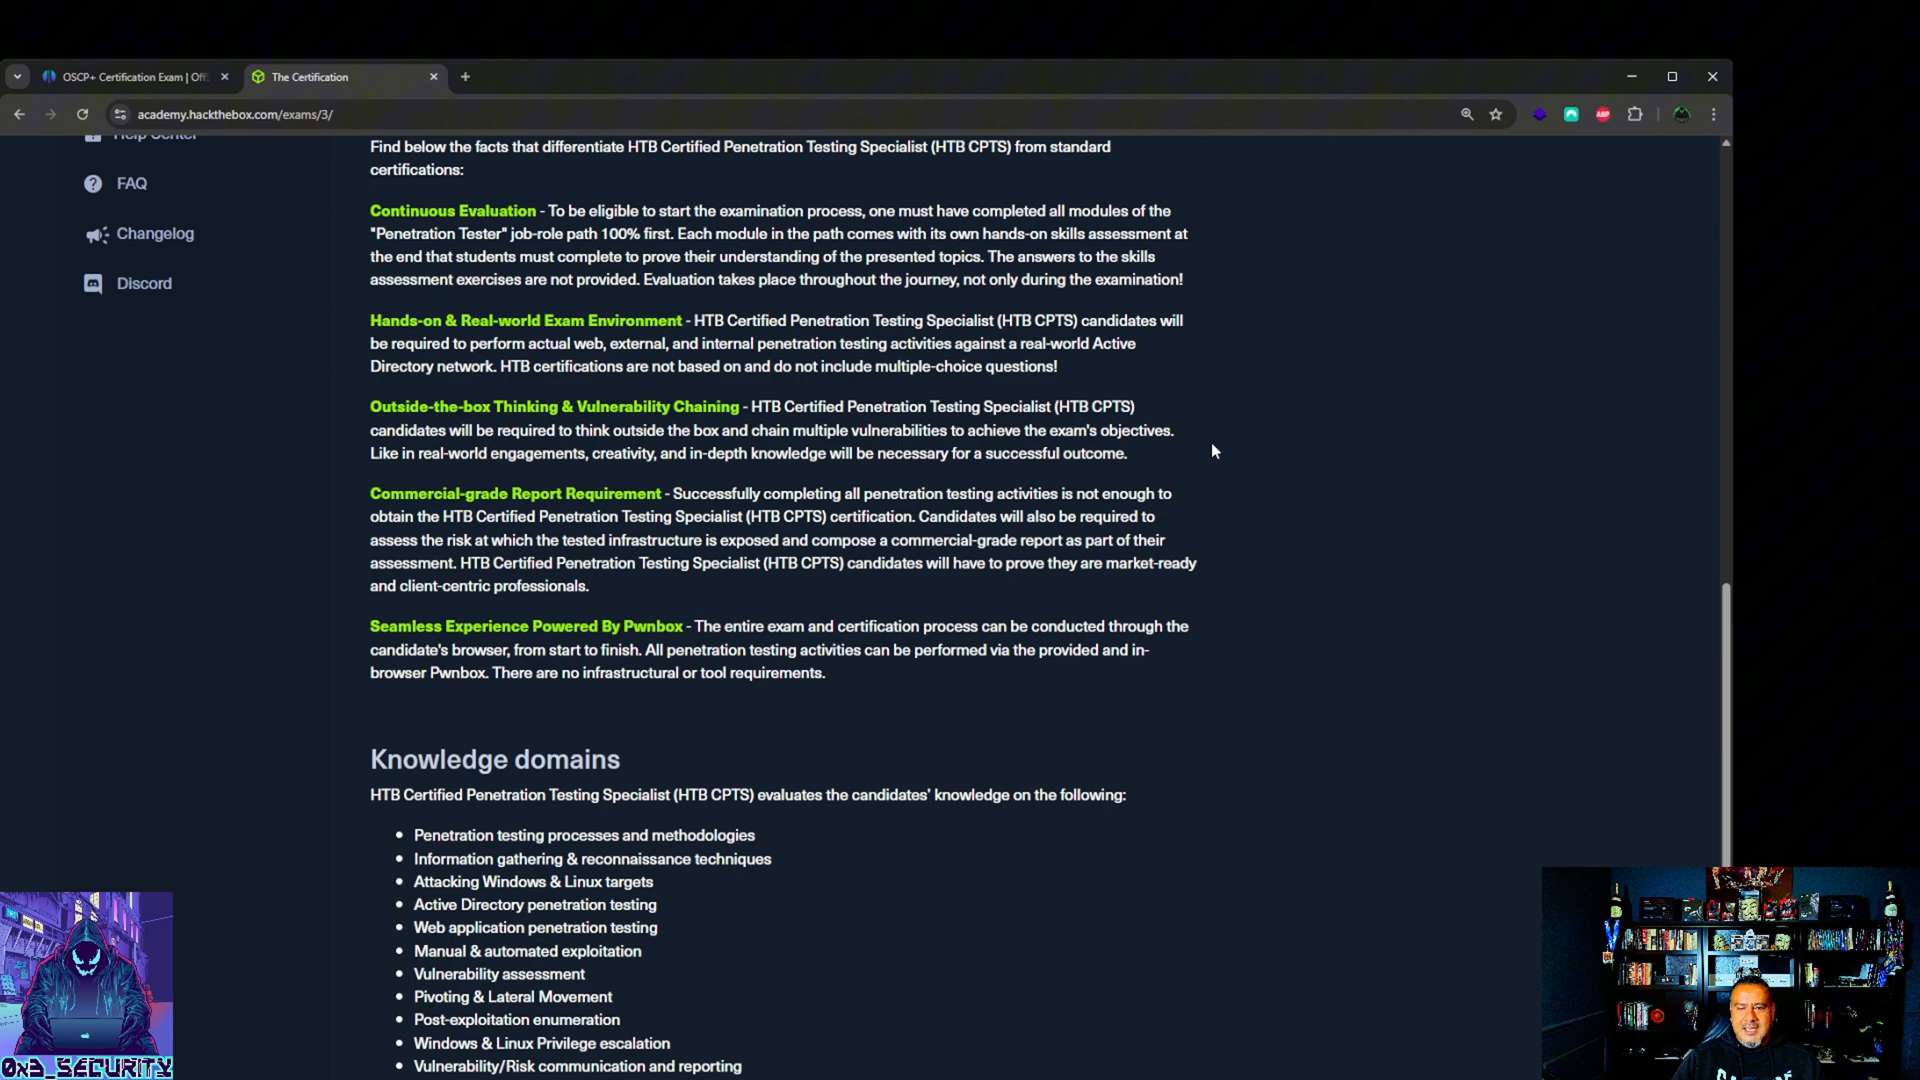 OSCP+ Certification Exam | Off
The Certification
academy.hackthebox.com/exams/3/
ABP
Help Center
FAQ
Changelog
Discord
Find below the facts that differentiate HTB Certified Penetration Testing Specialist (HTB CPTS) from standard
certifications:
Continuous Evaluation - To be eligible to start the examination process, one must have completed all modules of the
"Penetration Tester" job-role path 100% first. Each module in the path comes with its own hands-on skills assessment at
the end that students must complete to prove their understanding of the presented topics. The answers to the skills
assessment exercises are not provided. Evaluation takes place throughout the journey, not only during the examination!
Hands-on & Real-world Exam Environment - HTB Certified Penetration Testing Specialist (HTB CPTS) candidates will
be required to perform actual web, external, and internal penetration testing activities against a real-world Active
Directory network. HTB certifications are not based on and do not include multiple-choice questions!
Outside-the-box Thinking & Vulnerability Chaining - HTB Certified Penetration Testing Specialist (HTB CPTS)
candidates will be required to think outside the box and chain multiple vulnerabilities to achieve the exam's objectives.
Like in real-world engagements, creativity, and in-depth knowledge will be necessary for a successful outcome.
Commercial-grade Report Requirement - Successfully completing all penetration testing activities is not enough to
obtain the HTB Certified Penetration Testing Specialist (HTB CPTS) certification. Candidates will also be required to
assess the risk at which the tested infrastructure is exposed and compose a commercial-grade report as part of their
assessment. HTB Certified Penetration Testing Specialist (HTB CPTS) candidates will have to prove they are market-ready
and client-centric professionals.
Seamless Experience Powered By Pwnbox - The entire exam and certification process can be conducted through the
candidate's browser, from start to finish. All penetration testing activities can be performed via the provided and in-
browser Pwnbox. There are no infrastructural or tool requirements.
Knowledge domains
HTB Certified Penetration Testing Specialist (HTB CPTS) evaluates the candidates' knowledge on the following:
Penetration testing processes and methodologies
Information gathering & reconnaissance techniques
Attacking Windows & Linux targets
Active Directory penetration testing
Web application penetration testing
Manual & automated exploitation
Vulnerability assessment
Pivoting & Lateral Movement
Post-exploitation enumeration
Windows & Linux Privilege escalation
Vulnerability/Risk communication and reporting
0x3_SECURITY